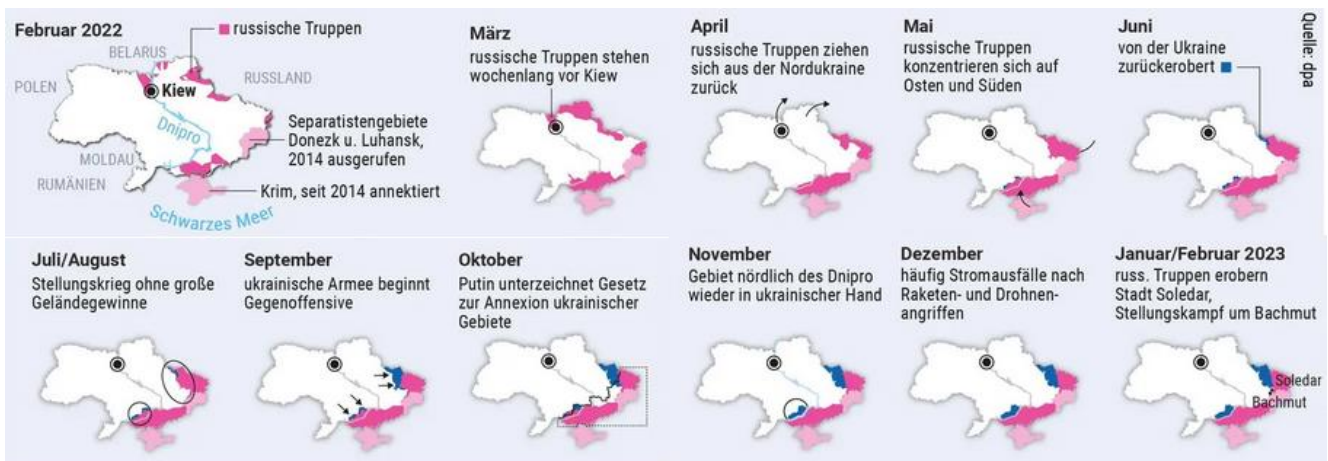 Februar 2022
russische Truppen
BELARUS
POLEN
Kiew
RUSSLAND
Dnipro
Separatistengebiete
Donezk u. Luhansk,
2014 ausgerufen
MOLDAU
RUMÄNIEN
Krim, seit 2014 annektiert
Schwarzes Meer
März
russische Truppen stehen
wochenlang vor Kiew
April
russische Truppen ziehen
sich aus der Nordukraine
zurück
Mai
russische Truppen
konzentrieren sich auf
Osten und Süden
Juni
von der Ukraine
zurückerobert
Quelle: dpa
Juli/August
Stellungskrieg ohne große
Geländegewinne
September
ukrainische Armee beginnt
Gegenoffensive
Oktober
Putin unterzeichnet Gesetz
zur Annexion ukrainischer
Gebiete
November
Gebiet nördlich des Dnipro
wieder in ukrainischer Hand
Dezember
häufig Stromausfälle nach
Raketen- und Drohnen-
angriffen
Januar/Februar 2023
russ. Truppen erobern
Stadt Soledar,
Stellungskampf um Bachmut
Soledar
Bachmut